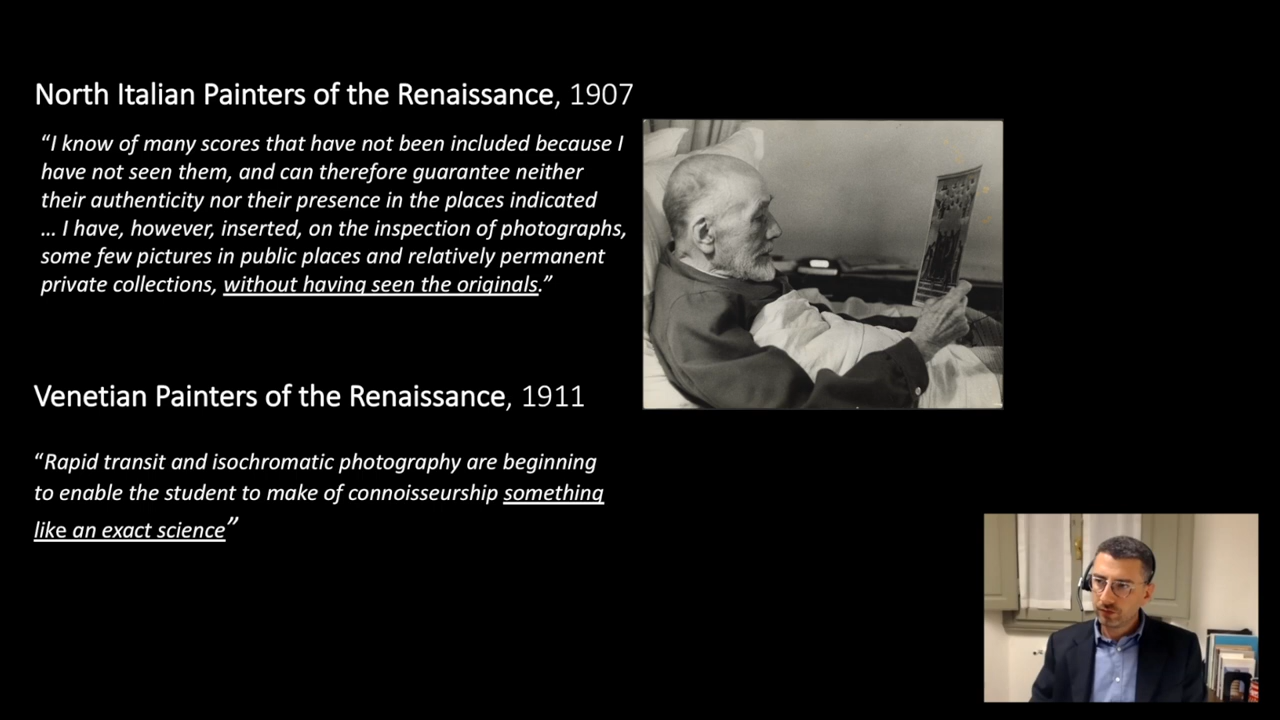 North Italian Painters of the Renaissance, 1907
“I know of many scores that have not been included because I
have not seen them, and can therefore guarantee neither
their authenticity nor their presence in the places indicated
… I have, however, inserted, on the inspection of photographs,
some few pictures in public places and relatively permanent
private collections, without having seen the originals.”
Venetian Painters of the Renaissance, 1911
“Rapid transit and isochromatic photography are beginning
to enable the student to make of connoisseurship something
like an exact science”